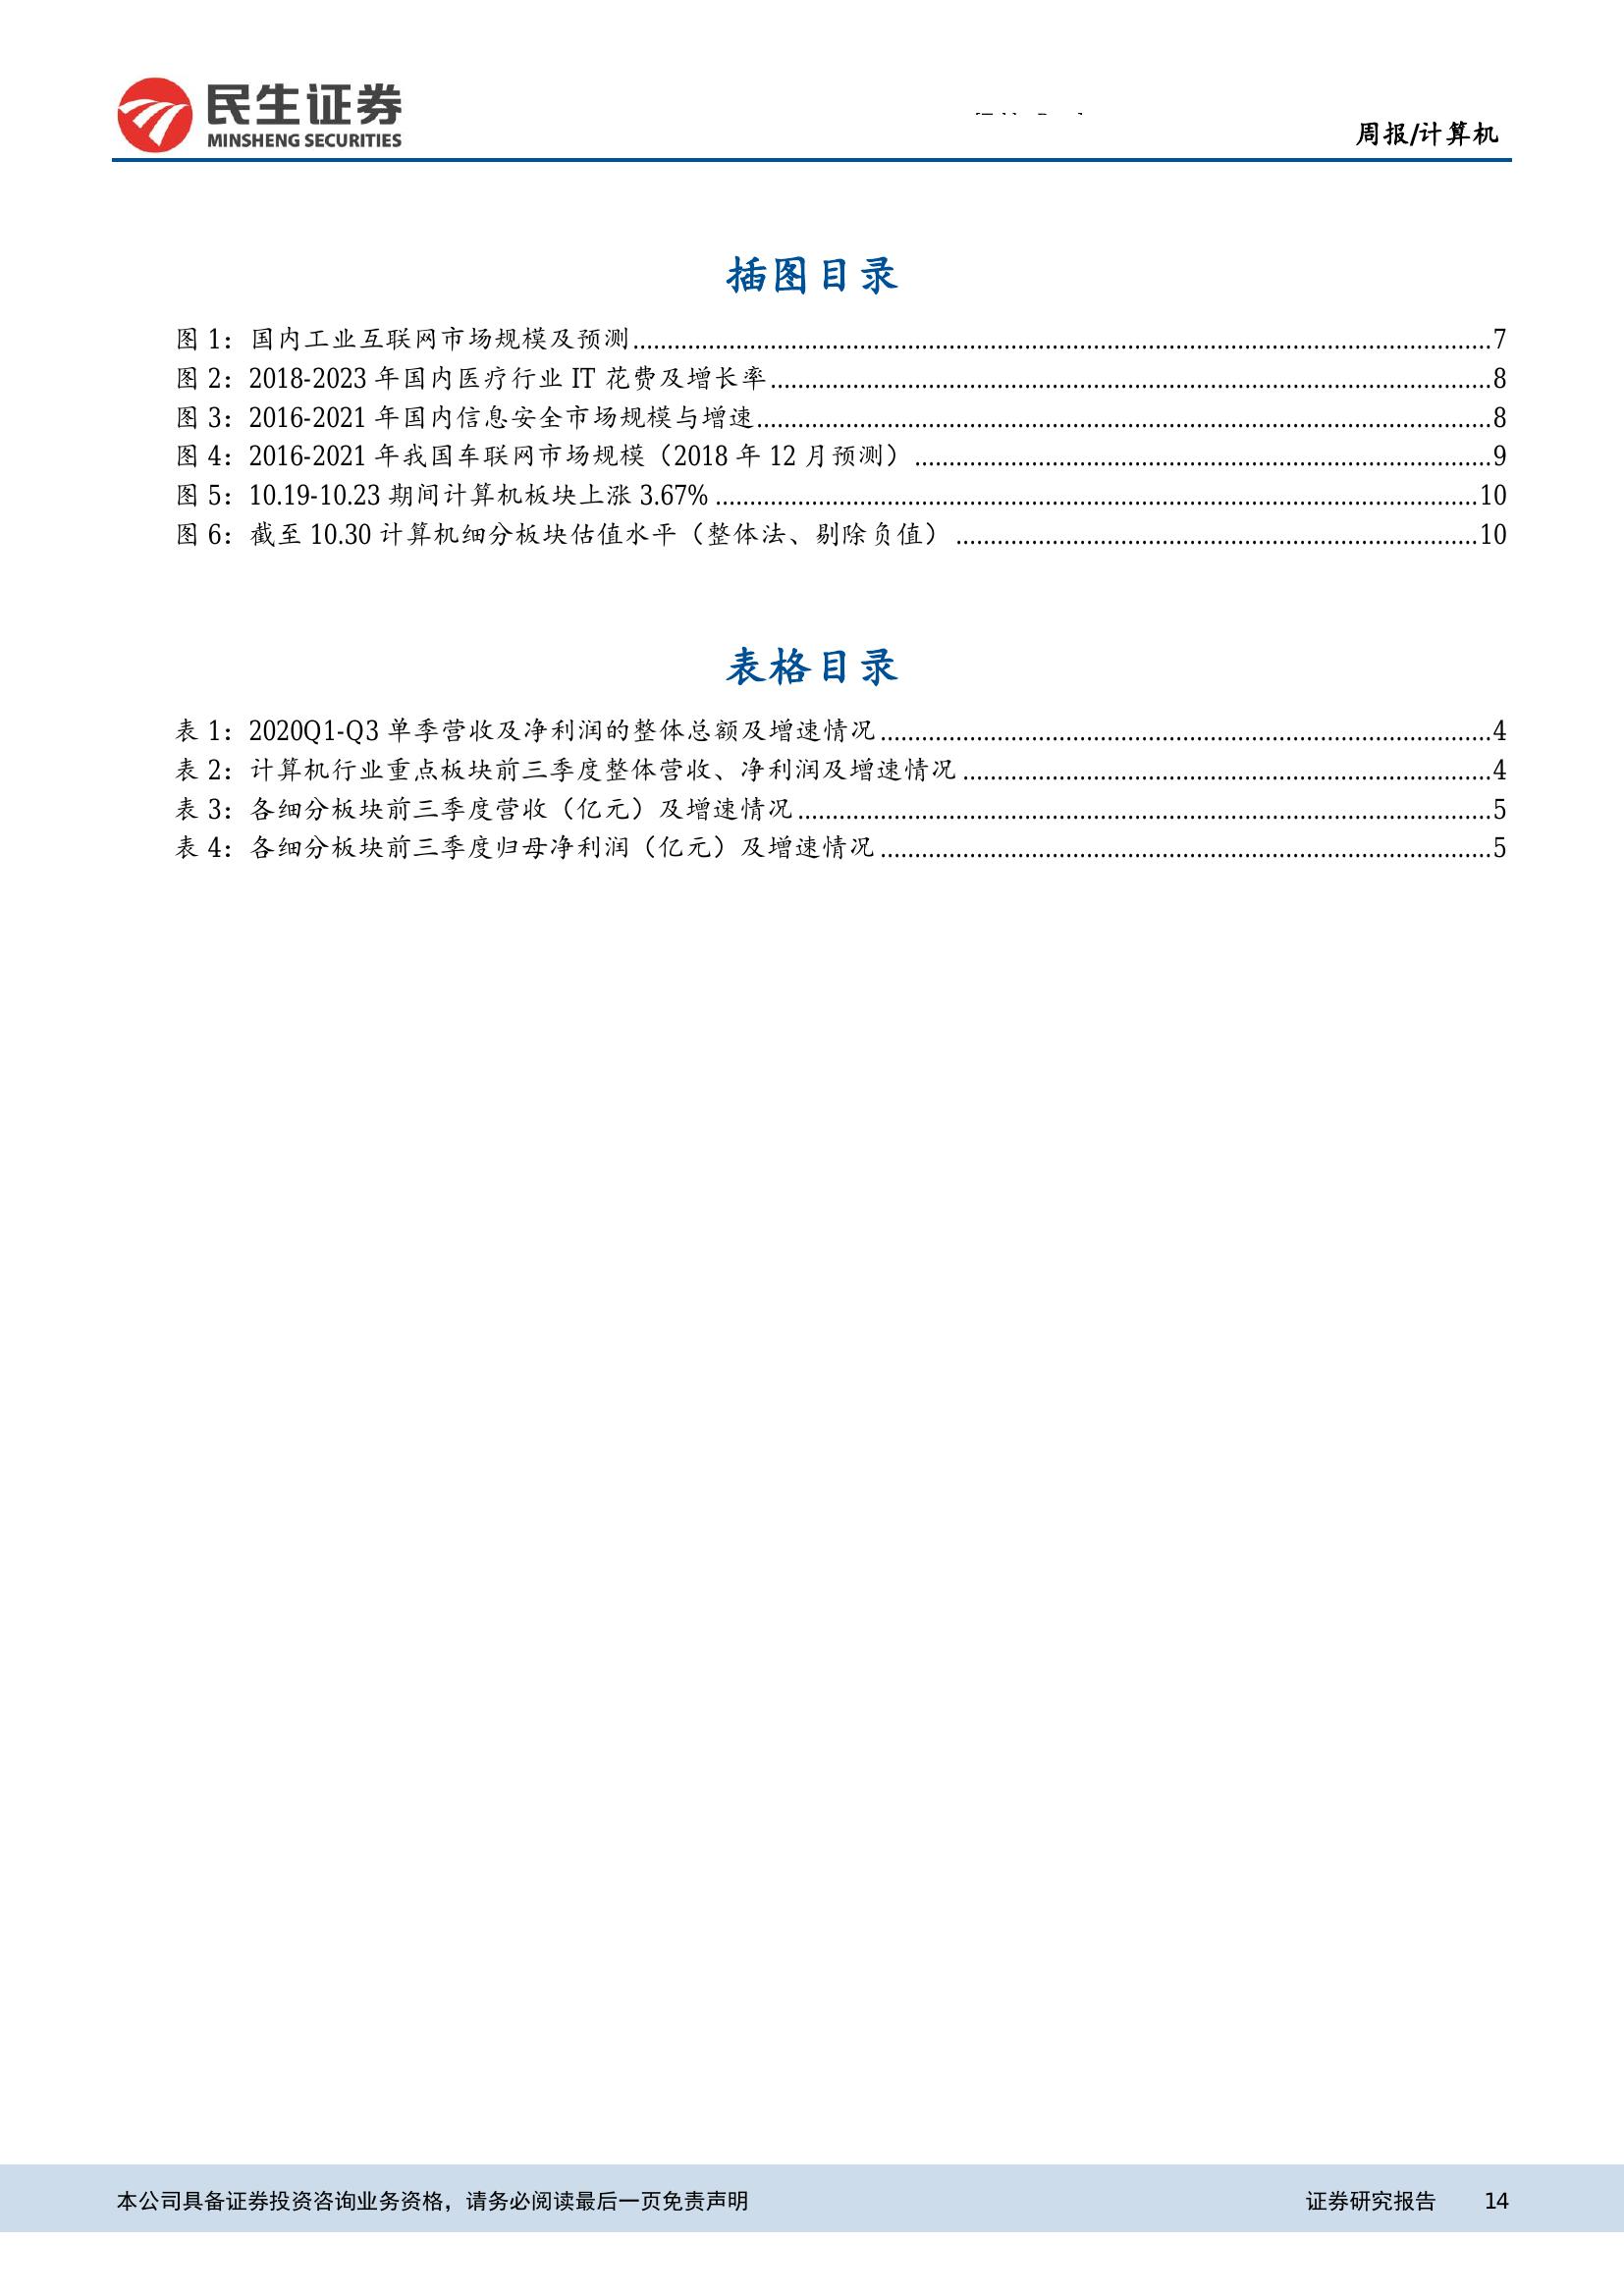 民生证券
MINSHENG SECURITIES
周报/计算机
插图目录
图 1：国内工业互联网市场规模及预测..........7
图 2：2018-2023 年国内医疗行业 IT 花费及增长率..........8
图 3：2016-2021 年国内信息安全市场规模与增速..........8
图 4：2016-2021 年我国车联网市场规模（2018 年 12 月预测）..........9
图 5：10.19-10.23 期间计算机板块上涨 3.67%..........10
图 6：截至 10.30 计算机细分板块估值水平（整体法、剔除负值）..........10
表格目录
表 1：2020Q1-Q3 单季营收及净利润的整体总额及增速情况..........4
表 2：计算机行业重点板块前三季度整体营收、净利润及增速情况..........4
表 3：各细分板块前三季度营收（亿元）及增速情况..........5
表 4：各细分板块前三季度归母净利润（亿元）及增速情况..........5
本公司具备证券投资咨询业务资格，请务必阅读最后一页免责声明
证券研究报告 14